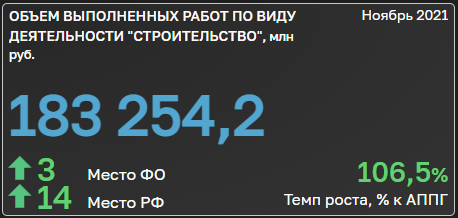 ОБЪЕМ ВЫПОЛНЕННЫХ РАБОТ ПО ВИДУ
ДЕЯТЕЛЬНОСТИ "СТРОИТЕЛЬСТВО", млн
руб.
Ноябрь 2021
183 254,2
3 Место ФО
14 Место РФ
106,5%
Темп роста, % к АППГ